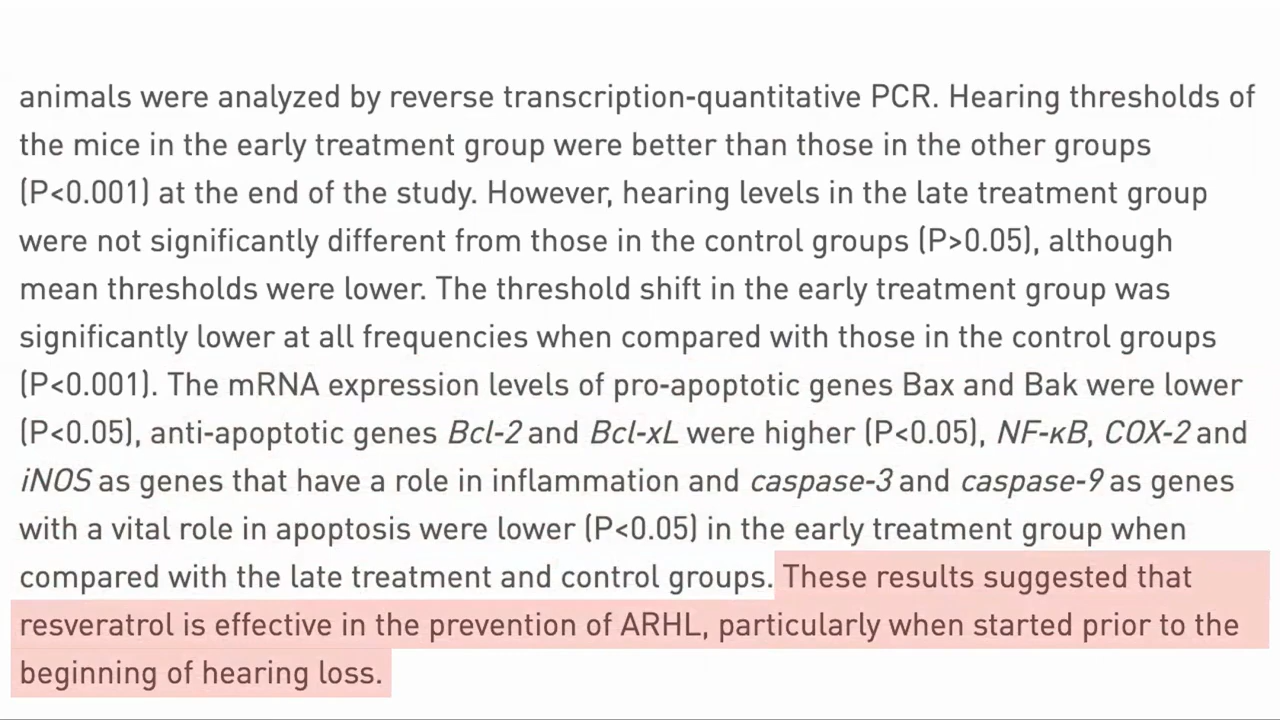 animals were analyzed by reverse transcription-quantitative PCR. Hearing thresholds of
the mice in the early treatment group were better than those in the other groups
(P<0.001) at the end of the study. However, hearing levels in the late treatment group
were not significantly different from those in the control groups (P>0.05), although
mean thresholds were lower. The threshold shift in the early treatment group was
significantly lower at all frequencies when compared with those in the control groups
(P<0.001). The mRNA expression levels of pro-apoptotic genes Bax and Bak were lower
(P<0.05), anti-apoptotic genes Bcl-2 and Bcl-xL were higher (P<0.05), NF-κB, COX-2 and
iNOS as genes that have a role in inflammation and caspase-3 and caspase-9 as genes
with a vital role in apoptosis were lower (P<0.05) in the early treatment group when
compared with the late treatment and control groups. These results suggested that
resveratrol is effective in the prevention of ARHL, particularly when started prior to the
beginning of hearing loss.